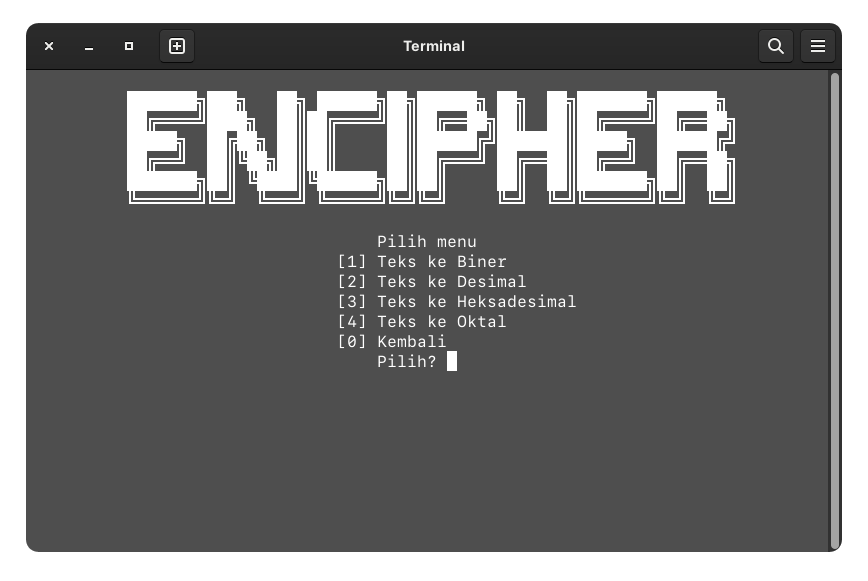 Terminal
ENCIPHER
Pilih menu
[1] Teks ke Biner
[2] Teks ke Desimal
[3] Teks ke Heksadesimal
[4] Teks ke Oktal
[0] Kembali
Pilih?